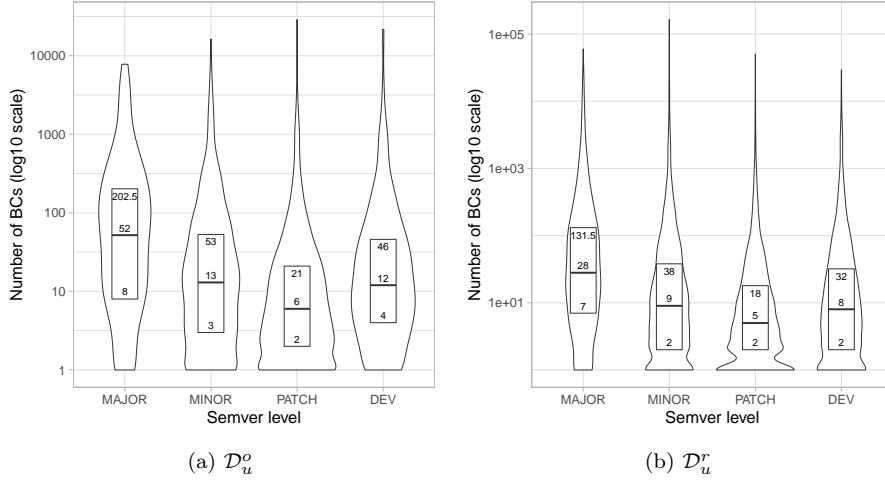 Number of BCs (log10 scale)
10000
1000
100
10
1
202.5
52
8
53
13
3
21
6
2
46
12
4
MAJOR MINOR PATCH DEV
Semver level
(a) 𝒟ᵤᵒ
Number of BCs (log10 scale)
1e+05
1e+03
1e+01
131.5
28
7
38
9
2
18
5
2
32
8
2
MAJOR MINOR PATCH DEV
Semver level
(b) 𝒟ᵤʳ